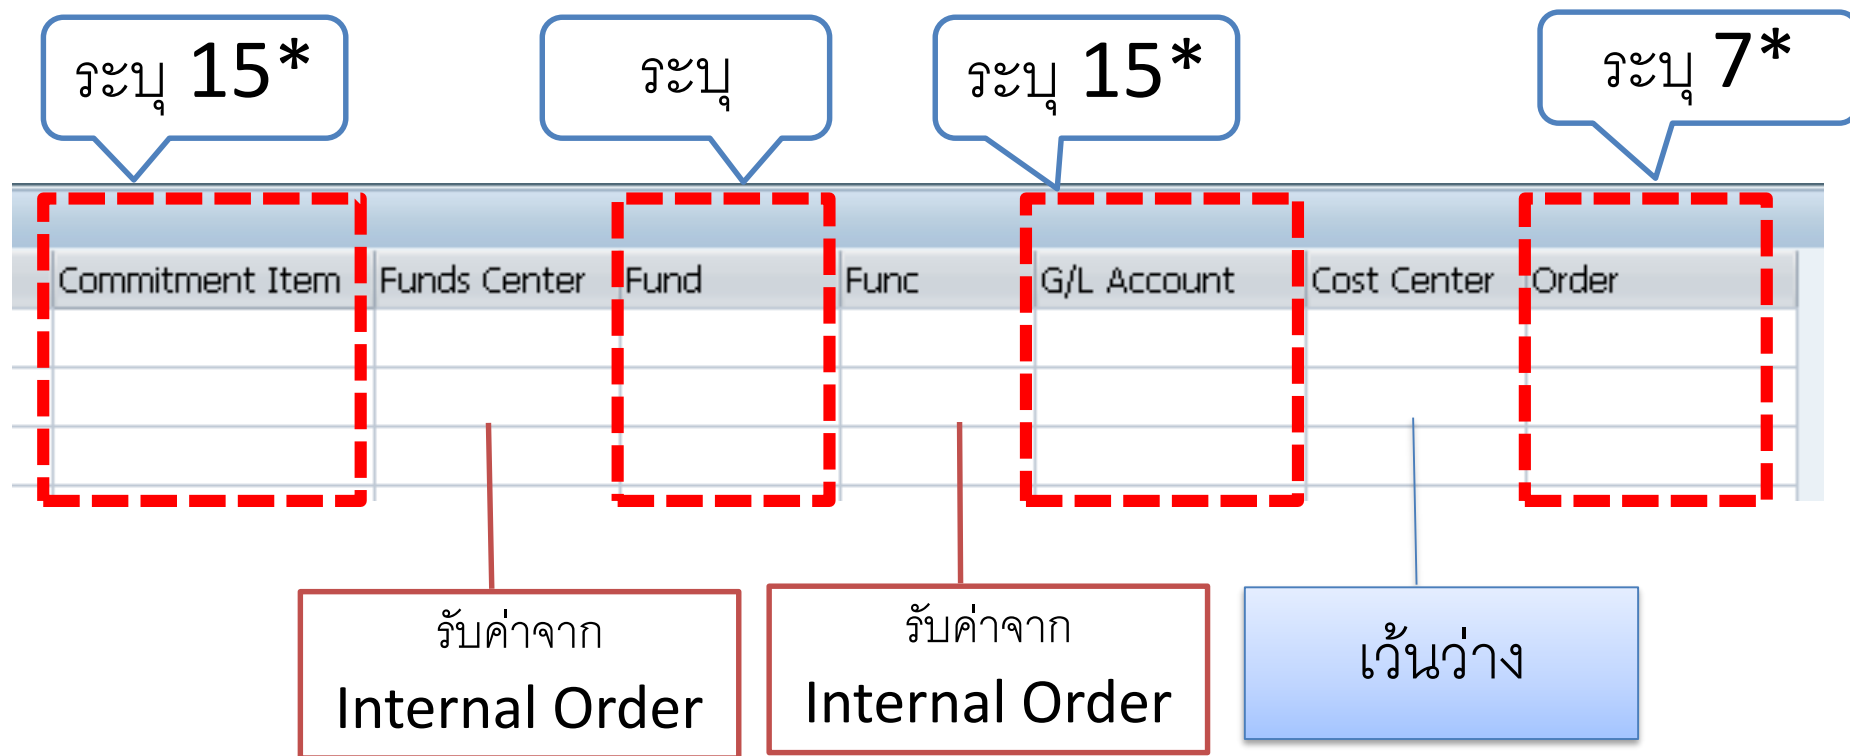 ระบุ 15*
ระบุ
ระบุ 15*
ระบุ 7*
Commitment Item Funds Center Fund Func G/L Account Cost Center Order
รับค่าจาก
Internal Order
รับค่าจาก
Internal Order
เว้นว่าง